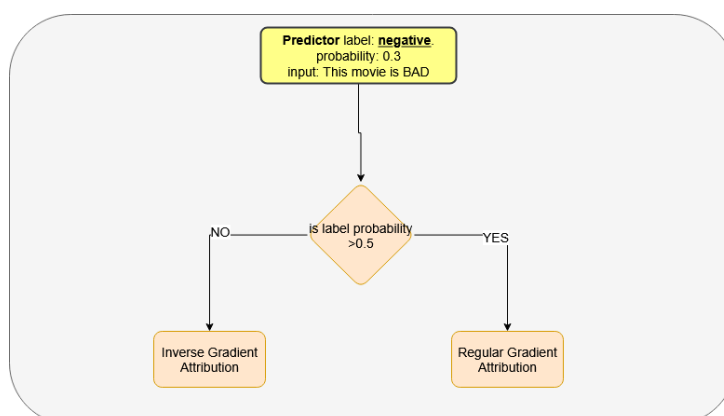 Predictor label: negative.
probability: 0.3
input: This movie is BAD
is label probability
>0.5
NO
YES
Inverse Gradient
Attribution
Regular Gradient
Attribution